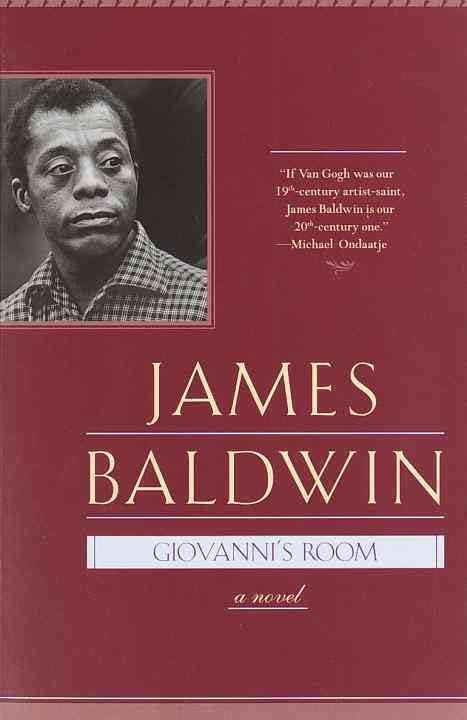 “If Van Gogh was our
19th-century artist-saint,
James Baldwin is our
20th-century one.”
—Michael Ondaatje
JAMES
BALDWIN
GIOVANNI'S ROOM
a novel